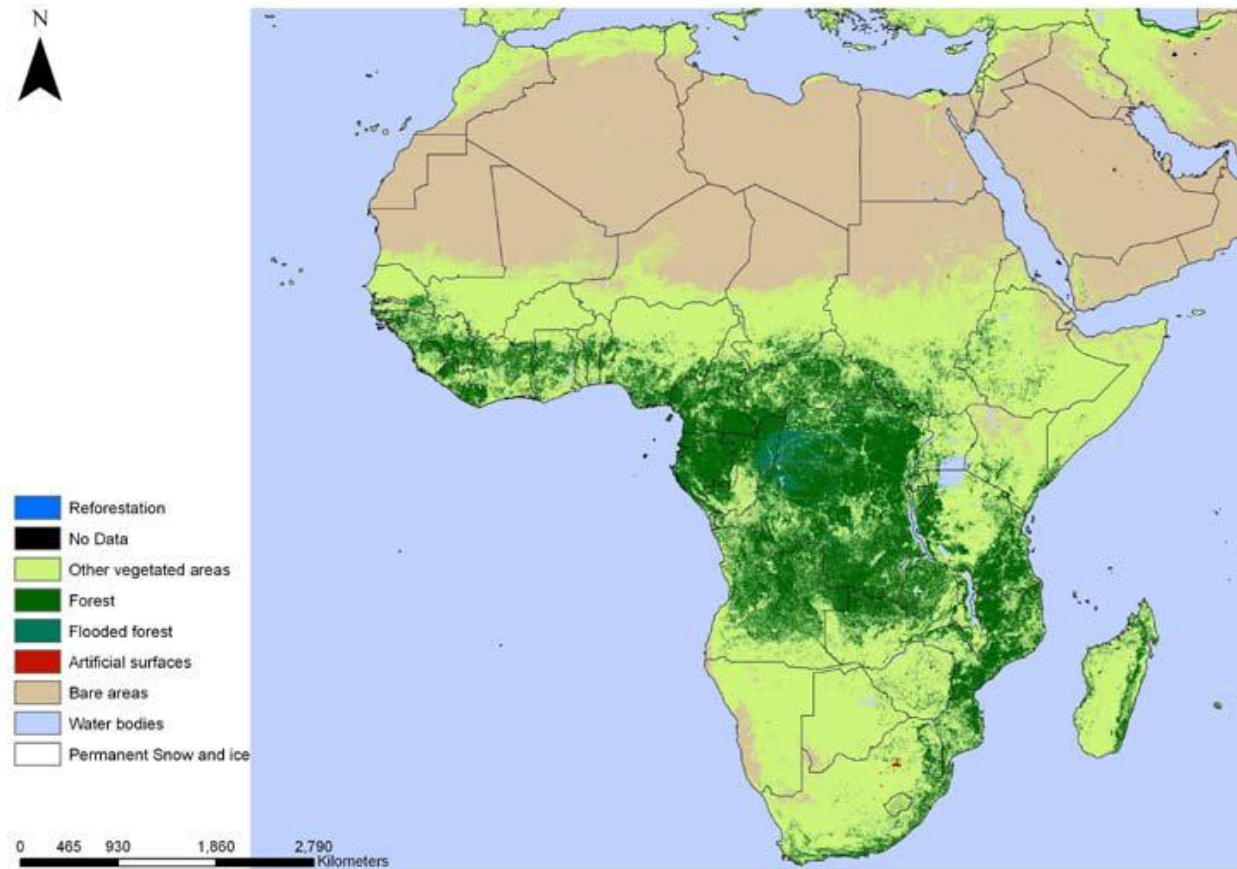 N
Reforestation
No Data
Other vegetated areas
Forest
Flooded forest
Artificial surfaces
Bare areas
Water bodies
Permanent Snow and ice
0 465 930 1,860 2,790
Kilometers